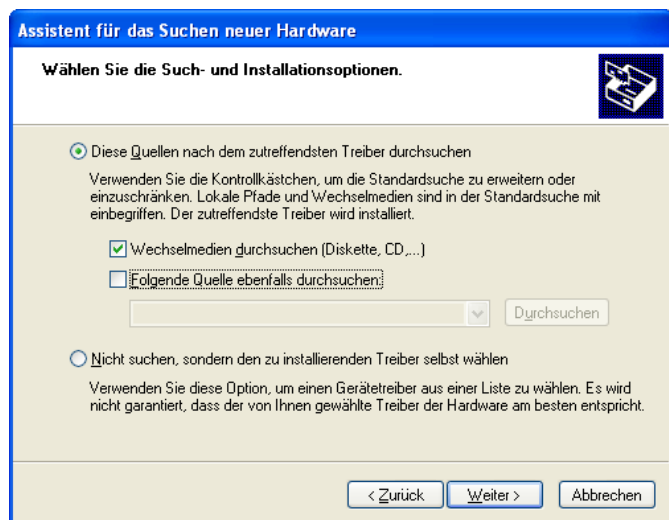 Assistent für das Suchen neuer Hardware
Wählen Sie die Such- und Installationsoptionen.
Diese Quellen nach dem zutreffendsten Treiber durchsuchen
Verwenden Sie die Kontrollkästchen, um die Standardsuche zu erweitern oder
einzuschränken. Lokale Pfade und Wechselmedien sind in der Standardsuche mit
einbegriffen. Der zutreffendste Treiber wird installiert.
Wechselmedien durchsuchen (Diskette, CD,...)
Folgende Quelle ebenfalls durchsuchen:
Durchsuchen
Nicht suchen, sondern den zu installierenden Treiber selbst wählen
Verwenden Sie diese Option, um einen Gerätetreiber aus einer Liste zu wählen. Es wird
nicht garantiert, dass der von Ihnen gewählte Treiber der Hardware am besten entspricht.
< Zurück Weiter > Abbrechen